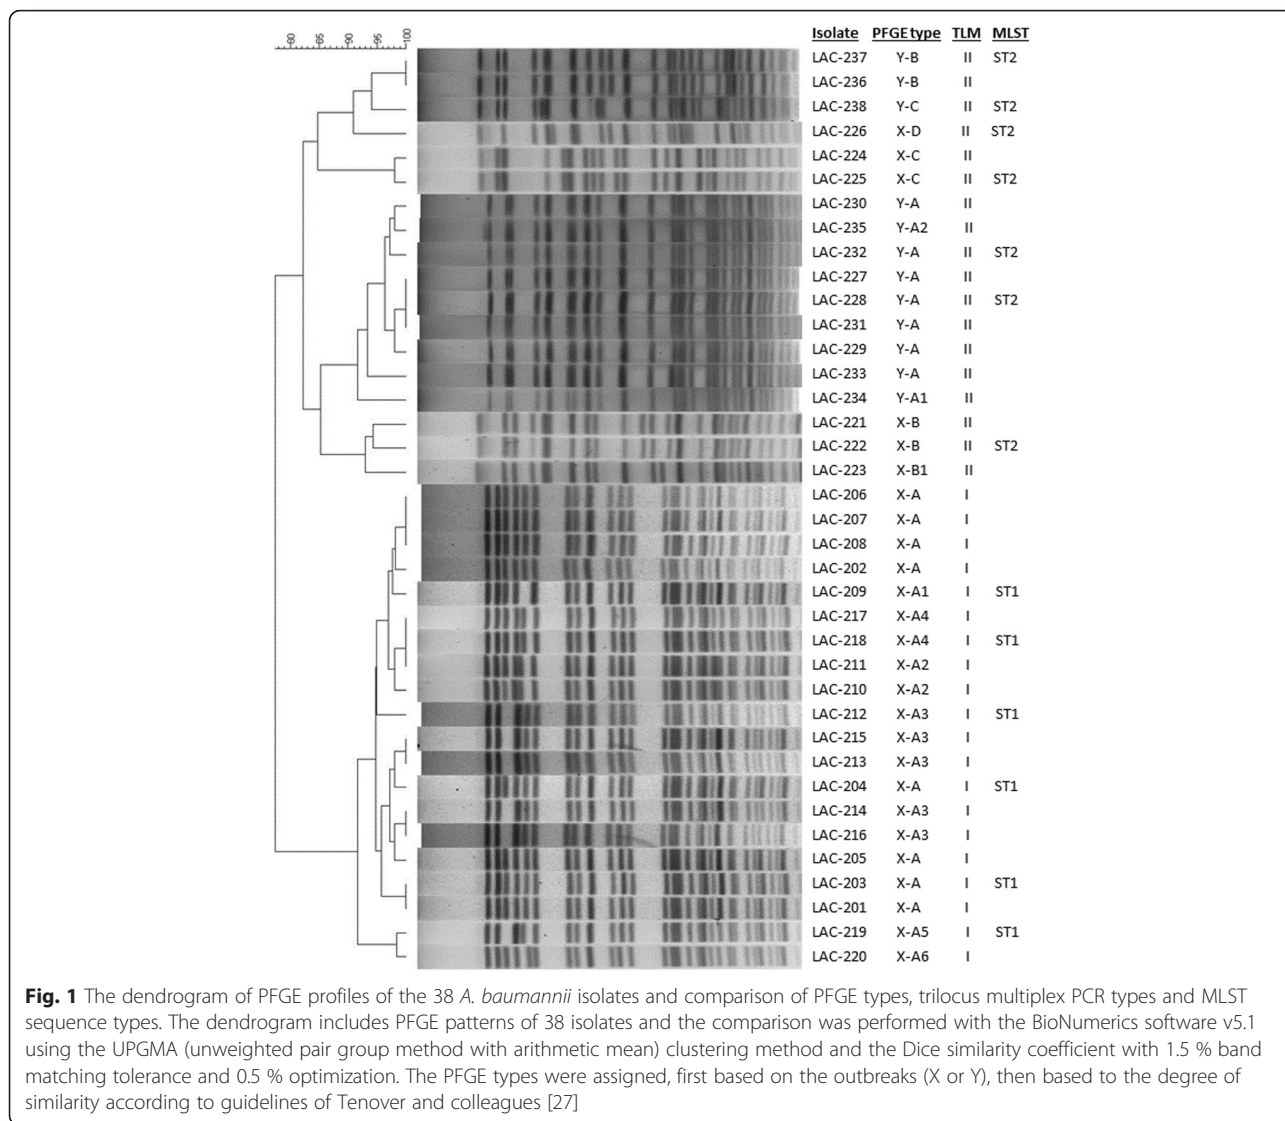 80 85 90 95 100
Isolate PFGE type TLM MLST
LAC-237 Y-B II ST2
LAC-236 Y-B II
LAC-238 Y-C II ST2
LAC-226 X-D II ST2
LAC-224 X-C II
LAC-225 X-C II ST2
LAC-230 Y-A II
LAC-235 Y-A2 II
LAC-232 Y-A II ST2
LAC-227 Y-A II
LAC-228 Y-A II ST2
LAC-231 Y-A II
LAC-229 Y-A II
LAC-233 Y-A II
LAC-234 Y-A1 II
LAC-221 X-B II
LAC-222 X-B II ST2
LAC-223 X-B1 II
LAC-206 X-A I
LAC-207 X-A I
LAC-208 X-A I
LAC-202 X-A I
LAC-209 X-A1 I ST1
LAC-217 X-A4 I
LAC-218 X-A4 I ST1
LAC-211 X-A2 I
LAC-210 X-A2 I
LAC-212 X-A3 I ST1
LAC-215 X-A3 I
LAC-213 X-A3 I
LAC-204 X-A I ST1
LAC-214 X-A3 I
LAC-216 X-A3 I
LAC-205 X-A I
LAC-203 X-A I ST1
LAC-201 X-A I
LAC-219 X-A5 I ST1
LAC-220 X-A6 I
Fig. 1 The dendrogram of PFGE profiles of the 38 A. baumannii isolates and comparison of PFGE types, trilocus multiplex PCR types and MLST
sequence types. The dendrogram includes PFGE patterns of 38 isolates and the comparison was performed with the BioNumerics software v5.1
using the UPGMA (unweighted pair group method with arithmetic mean) clustering method and the Dice similarity coefficient with 1.5 % band
matching tolerance and 0.5 % optimization. The PFGE types were assigned, first based on the outbreaks (X or Y), then based to the degree of
similarity according to guidelines of Tenover and colleagues [27]